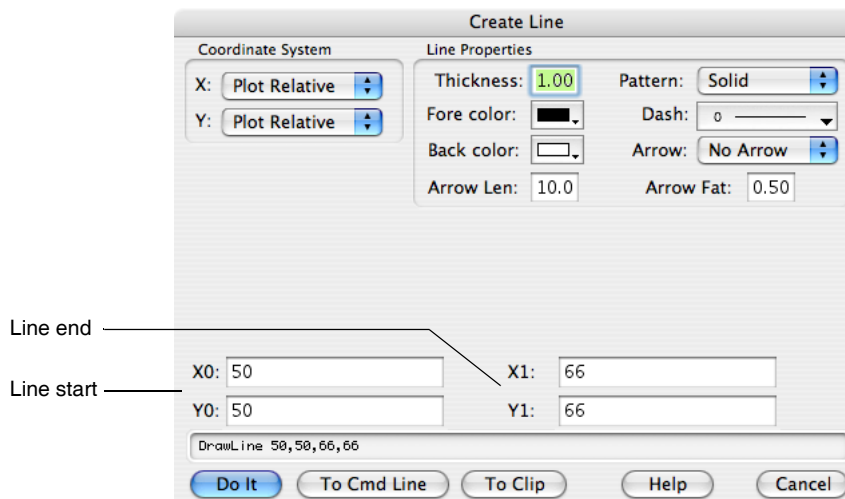 Create Line
Coordinate System
X: Plot Relative
Y: Plot Relative
Line Properties
Thickness: 1.00 Pattern: Solid
Fore color: Dash: 0
Back color: Arrow: No Arrow
Arrow Len: 10.0 Arrow Fat: 0.50
Line end
Line start
X0: 50 X1: 66
Y0: 50 Y1: 66
DrawLine 50,50,66,66
Do It To Cmd Line To Clip Help Cancel